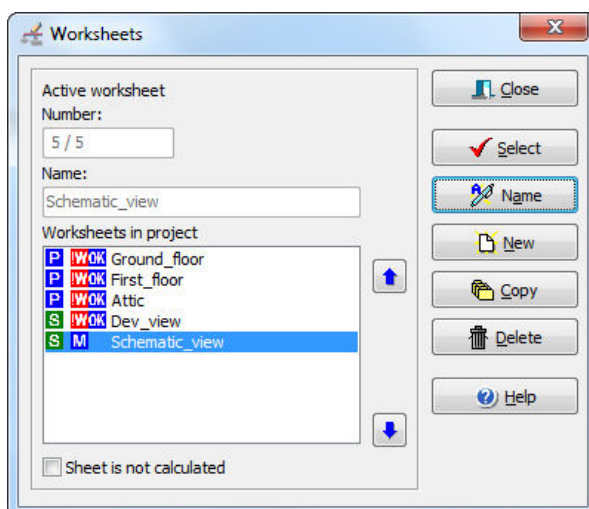 Worksheets
X
Active worksheet
Number:
5 / 5
Name:
Schematic_view
Worksheets in project
P !WOK Ground_floor
P !WOK First_floor
P !WOK Attic
S !WOK Dev_view
S M Schematic_view
Sheet is not calculated
Close
Select
A Name
New
Copy
Delete
? Help